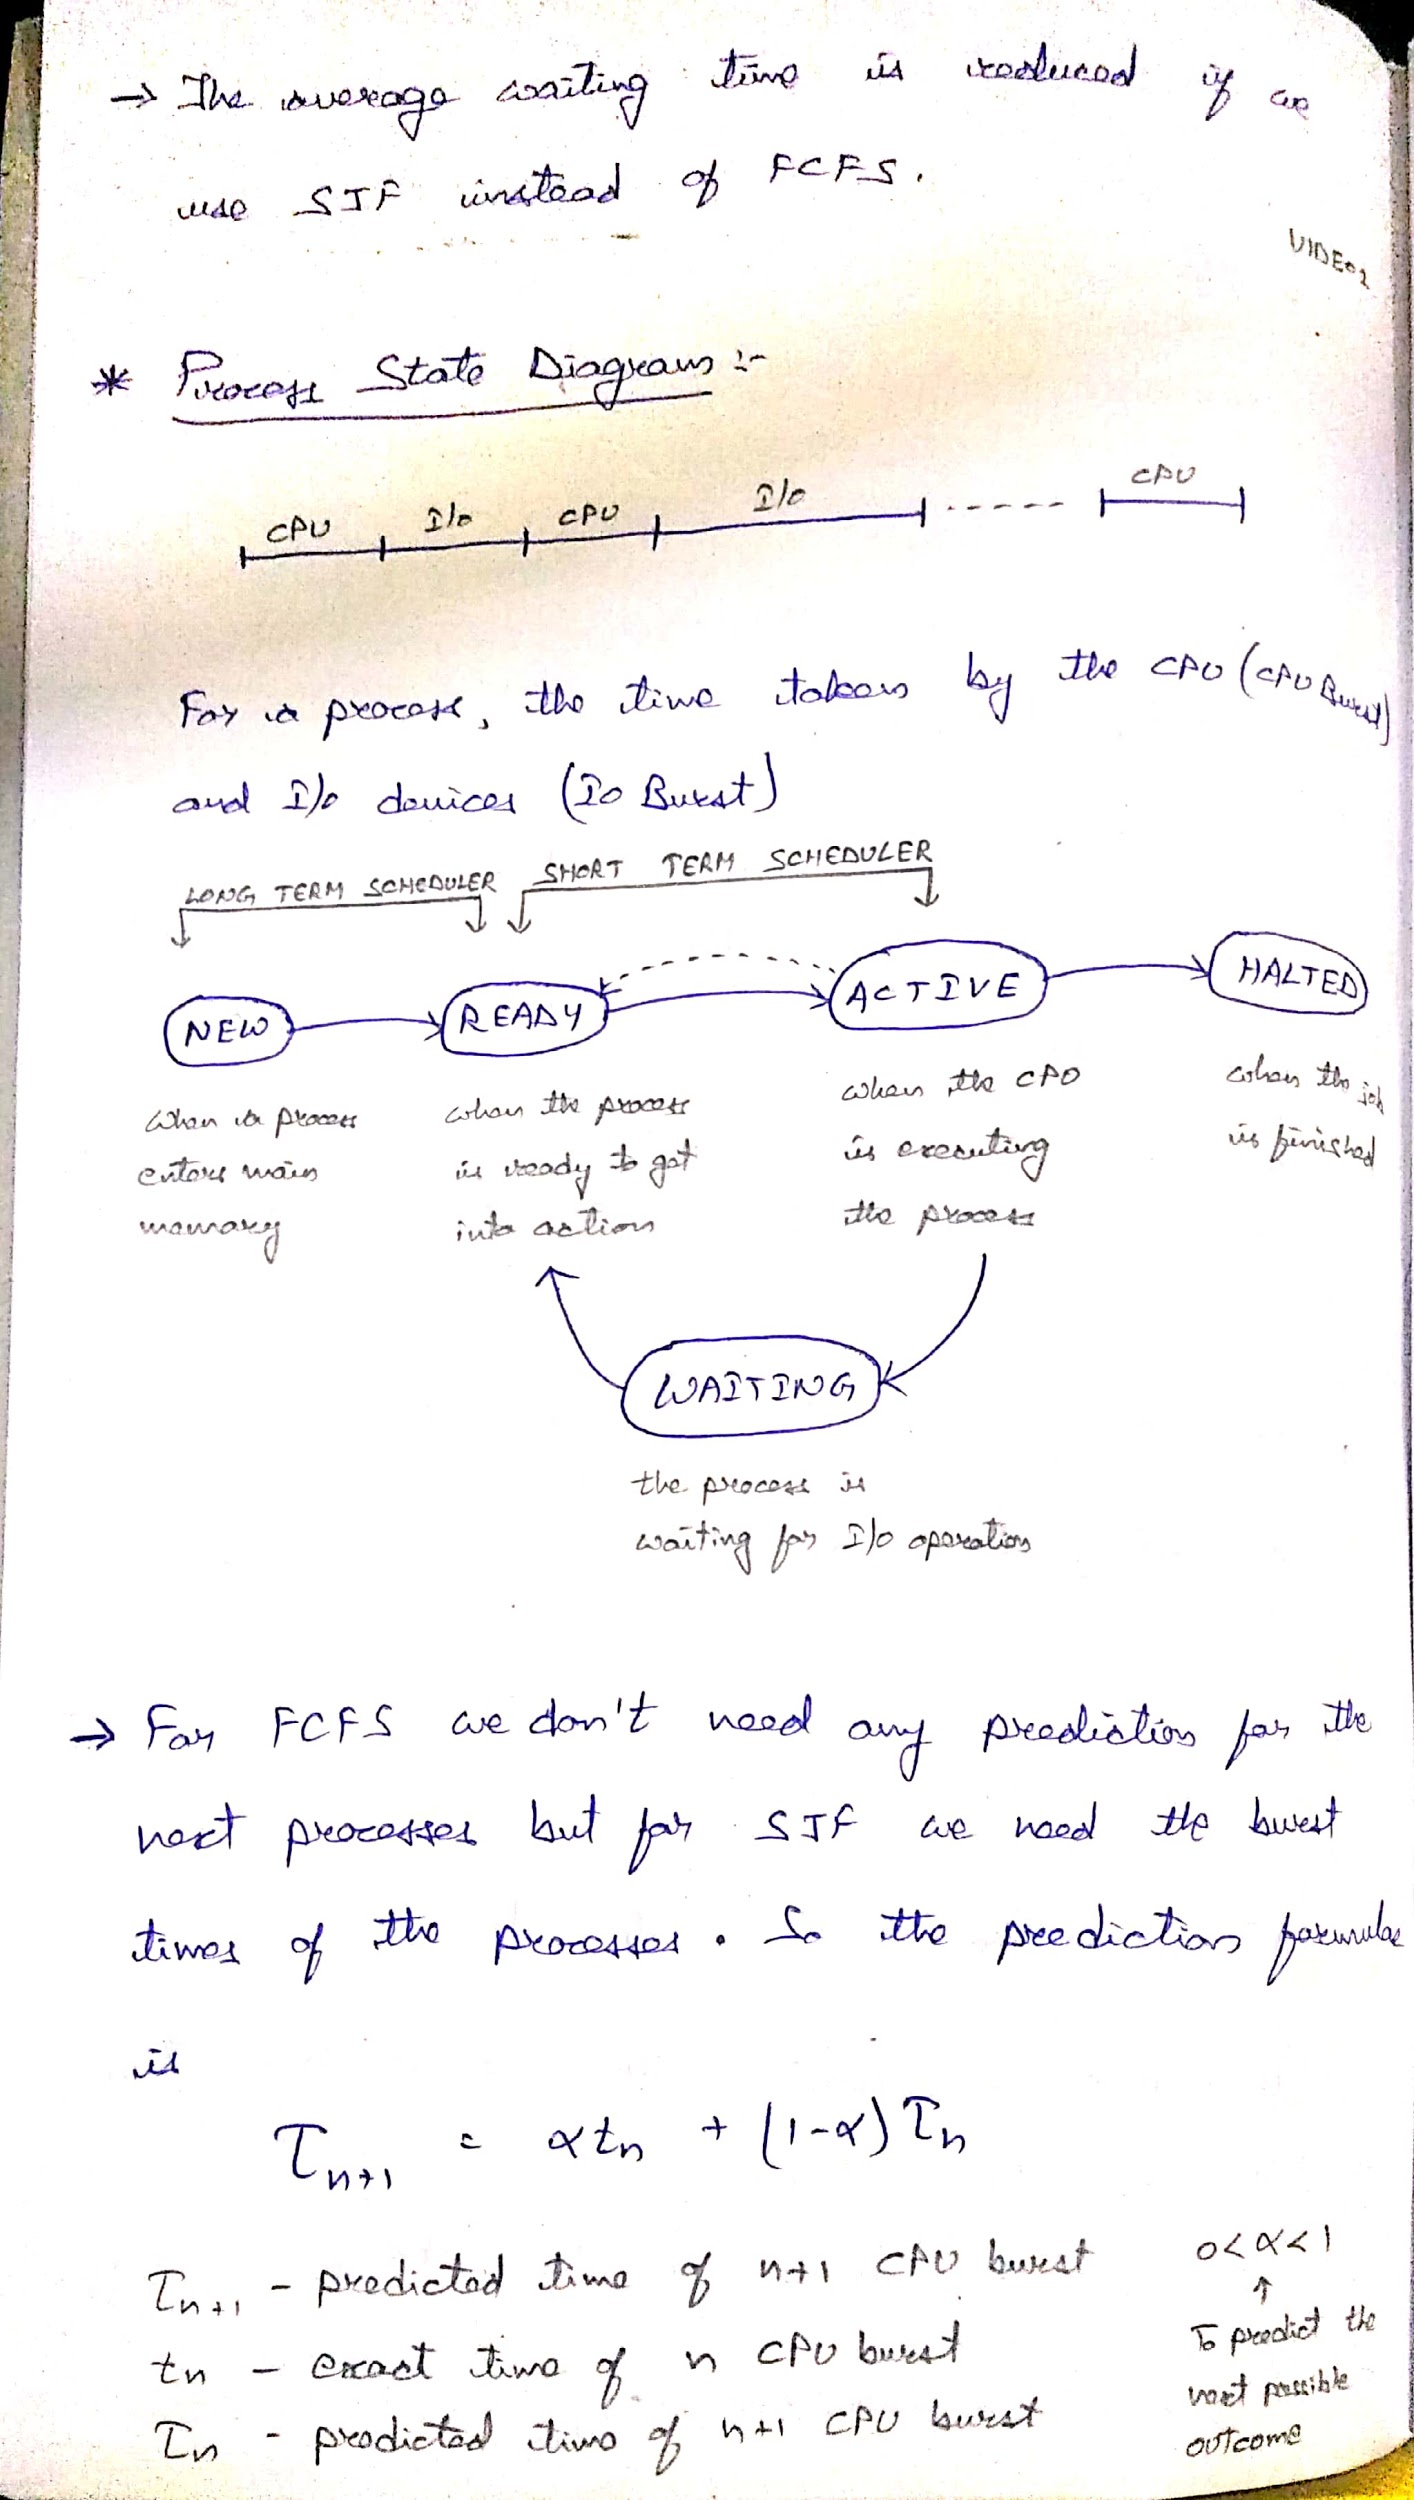 → The average waiting time is reduced if we
use SJF instead of FCFS.
VIDEO2
* Process State Diagram :-
CPU I/O CPU I/O CPU
For a process, the time taken by the CPU (CPU Burst)
and I/O devices (IO Burst)
LONG TERM SCHEDULER SHORT TERM SCHEDULER
NEW READY ACTIVE HALTED
when a process
enters main
memory
when the process
is ready to get
into action
when the CPU
is executing
the process
when the job
is finished
WAITING
the process is
waiting for I/O operation
→ For FCFS we don't need any prediction for the
next processes but for SJF we need the burst
times of the processes. So the prediction formula
is
τn+1 = αtn + (1-α)τn
τn+1 - predicted time of n+1 CPU burst
tn - exact time of n CPU burst
τn - predicted time of n+1 CPU burst
0<α<1
↑
To predict the
next possible
outcome